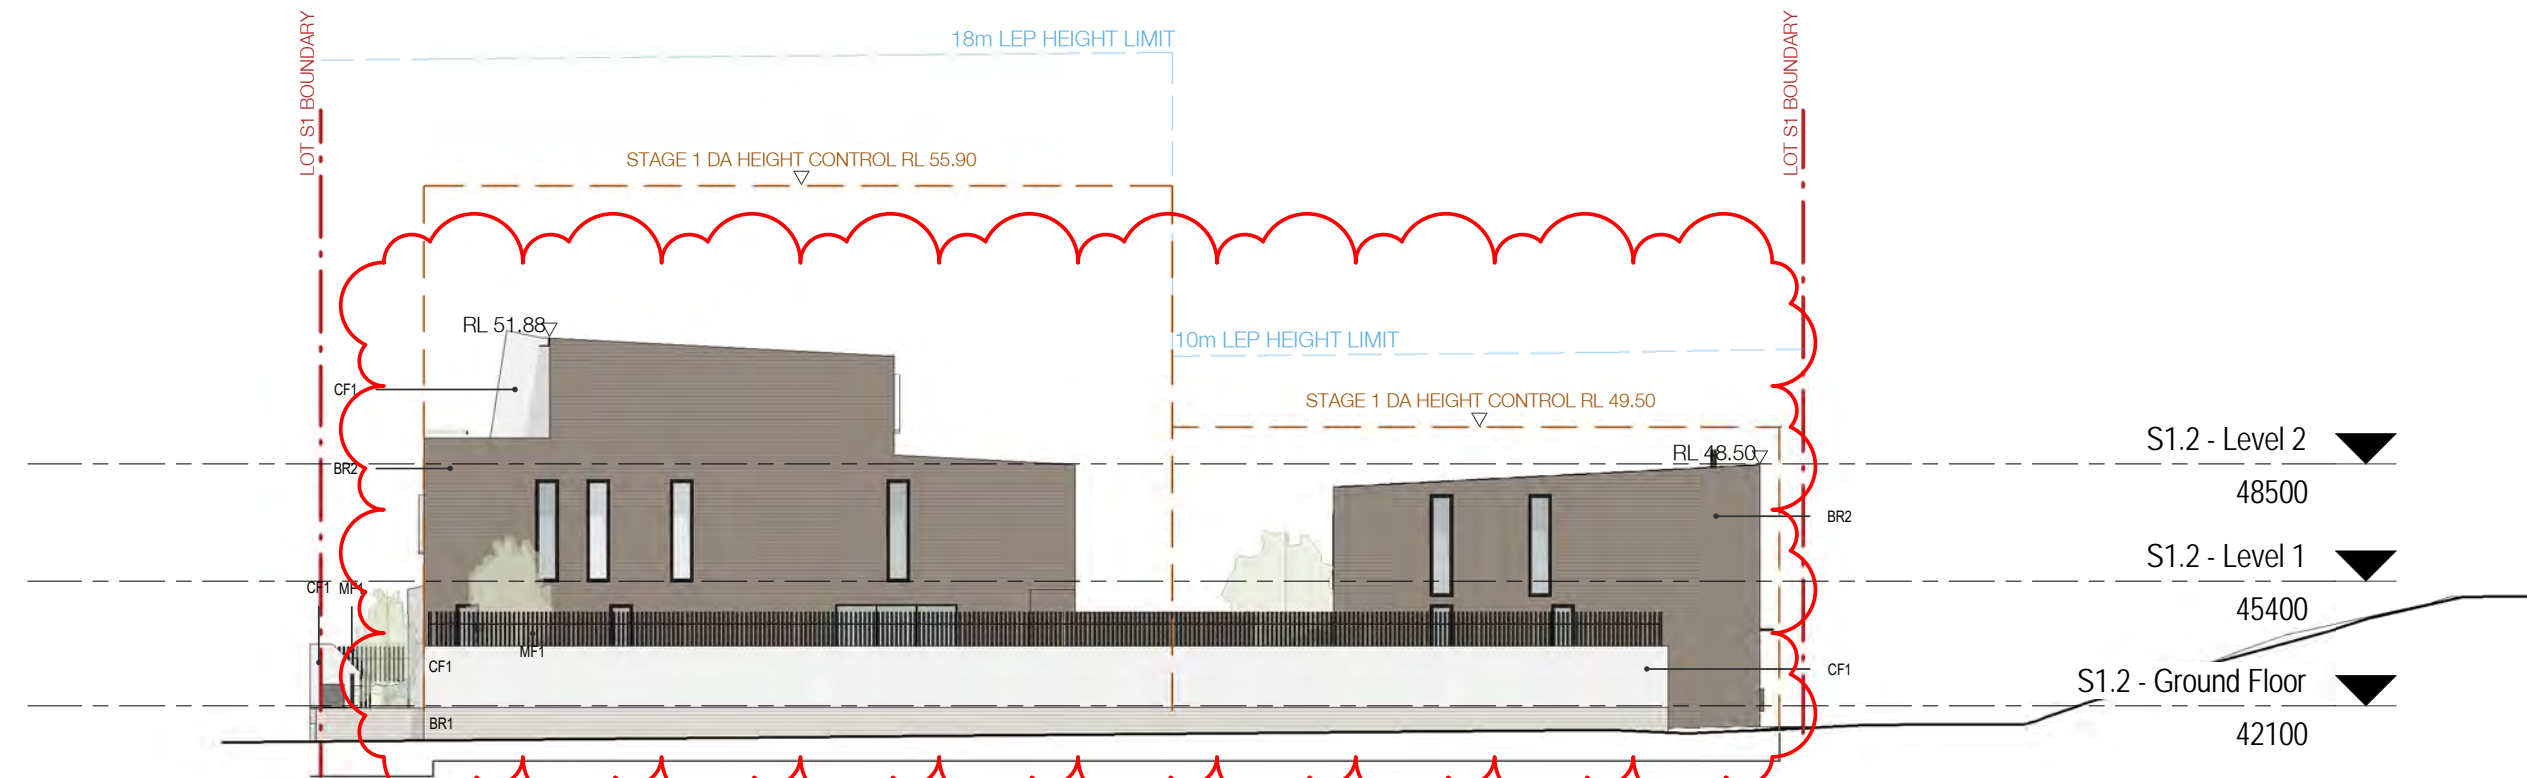 LOT S1 BOUNDARY
18m LEP HEIGHT LIMIT
LOT S1 BOUNDARY
STAGE 1 DA HEIGHT CONTROL RL 55.90
RL 51.88
10m LEP HEIGHT LIMIT
CF1
STAGE 1 DA HEIGHT CONTROL RL 49.50
S1.2 - Level 2
RL 48.50
BR2
48500
BR2
S1.2 - Level 1
CF1 MF1
45400
MF1
CF1
CF1
S1.2 - Ground Floor
BR1
42100